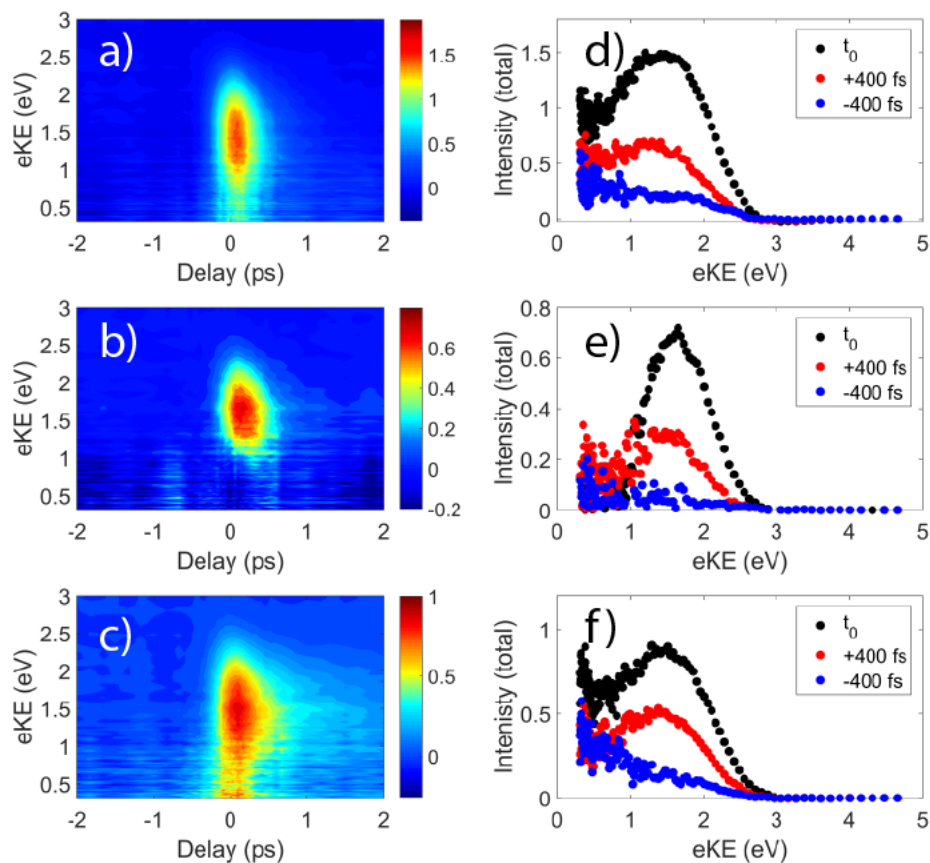 a)
eKE (eV)
3
2.5
2
1.5
1
0.5
-2 -1 0 1 2
Delay (ps)
1.5
1
0.5
0
d)
Intensity (total)
1.5
1
0.5
0
0 1 2 3 4 5
eKE (eV)
t0
+400 fs
-400 fs
b)
eKE (eV)
3
2.5
2
1.5
1
0.5
-2 -1 0 1 2
Delay (ps)
0.6
0.4
0.2
0
-0.2
e)
Intensity (total)
0.8
0.6
0.4
0.2
0
0 1 2 3 4 5
eKE (eV)
t0
+400 fs
-400 fs
c)
eKE (eV)
3
2.5
2
1.5
1
0.5
-2 -1 0 1 2
Delay (ps)
1
0.5
0
f)
Intenisty (total)
1
0.5
0
0 1 2 3 4 5
eKE (eV)
t0
+400 fs
-400 fs